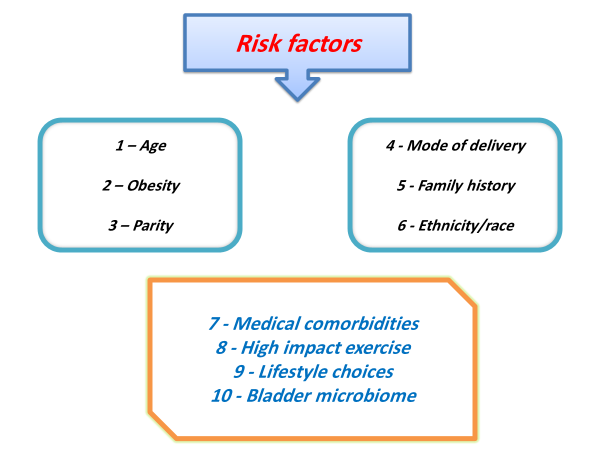 Risk factors
1 – Age
2 – Obesity
3 – Parity
4 - Mode of delivery
5 - Family history
6 - Ethnicity/race
7 - Medical comorbidities
8 - High impact exercise
9 - Lifestyle choices
10 - Bladder microbiome